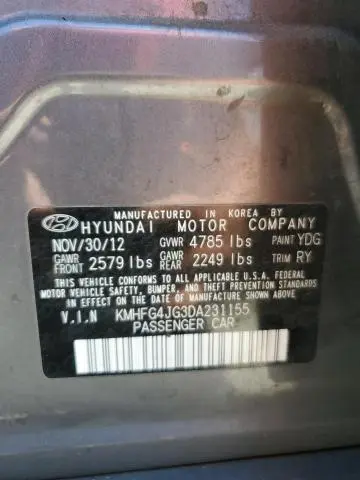 MANUFACTURED IN KOREA BY
HYUNDAI MOTOR COMPANY
NOV/30/12 GVWR 4785 lbs PAINT YDG
GAWR FRONT 2579 lbs GAWR REAR 2249 lbs TRIM RY
THIS VEHICLE CONFORMS TO ALL APPLICABLE U.S.A. FEDERAL
MOTOR VEHICLE SAFETY, BUMPER, AND THEFT PREVENTION
STANDARDS IN EFFECT ON THE DATE OF MANUFACTURE SHOWN ABOVE.
V.I.N KMHFG4JG3DA231155
PASSENGER CAR